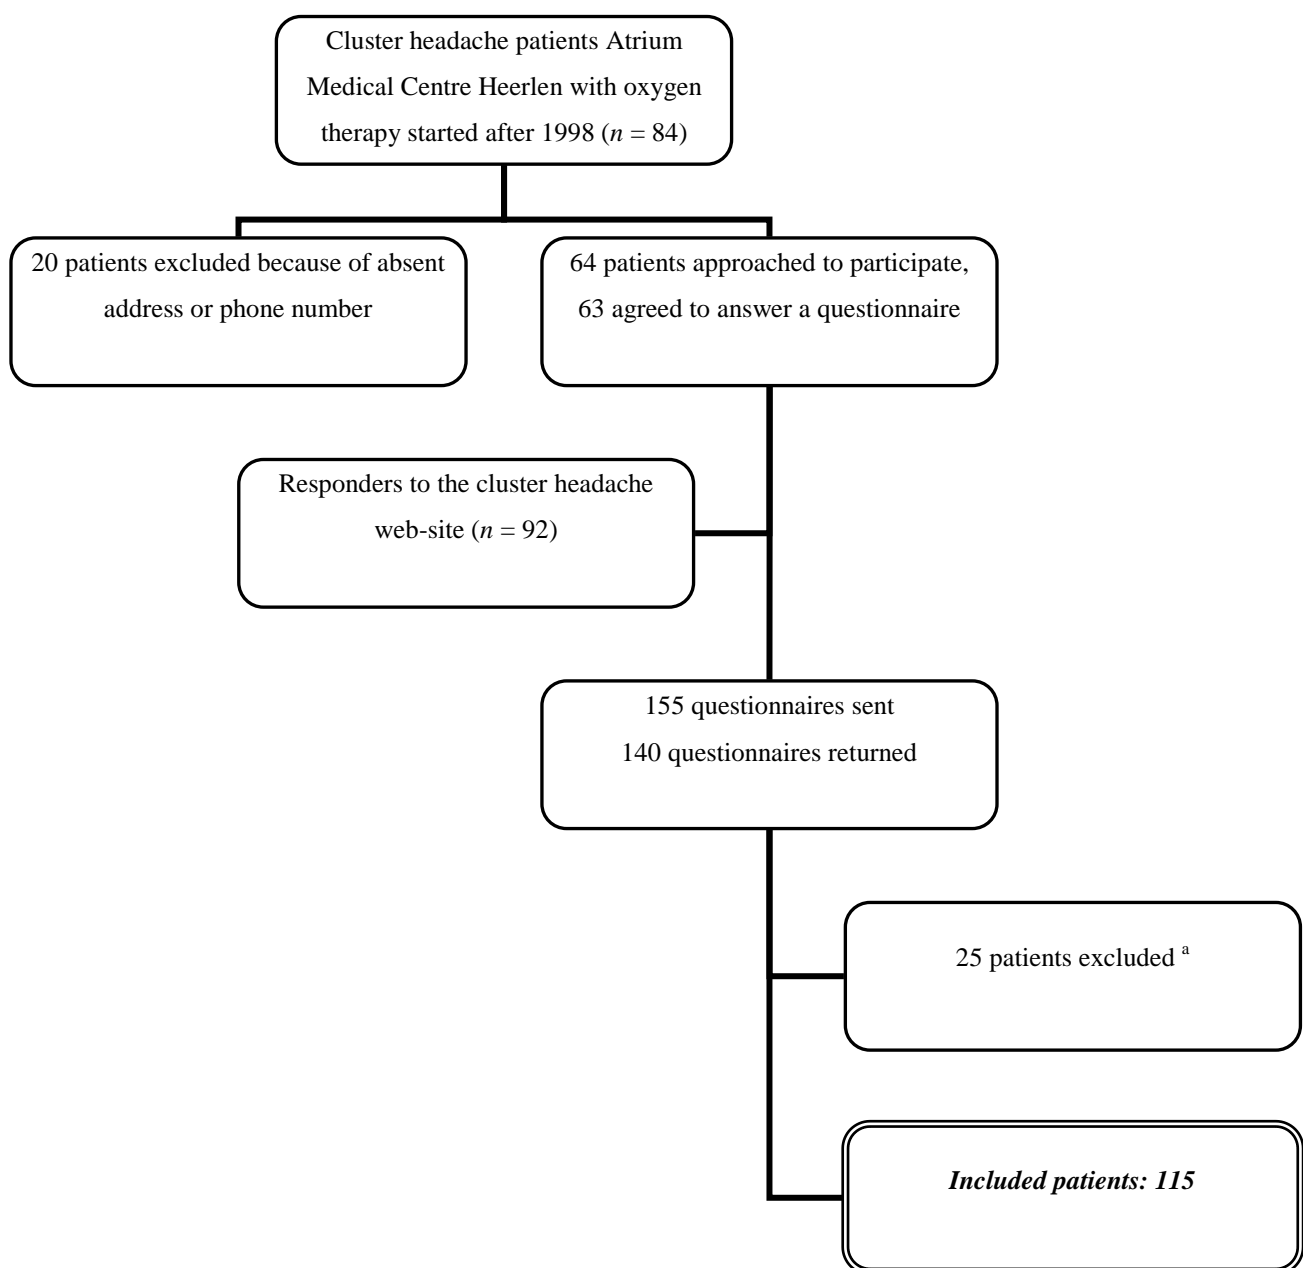 Cluster headache patients Atrium
Medical Centre Heerlen with oxygen
therapy started after 1998 (n = 84)
20 patients excluded because of absent
address or phone number
64 patients approached to participate,
63 agreed to answer a questionnaire
Responders to the cluster headache
web-site (n = 92)
155 questionnaires sent
140 questionnaires returned
25 patients excluded a
Included patients: 115